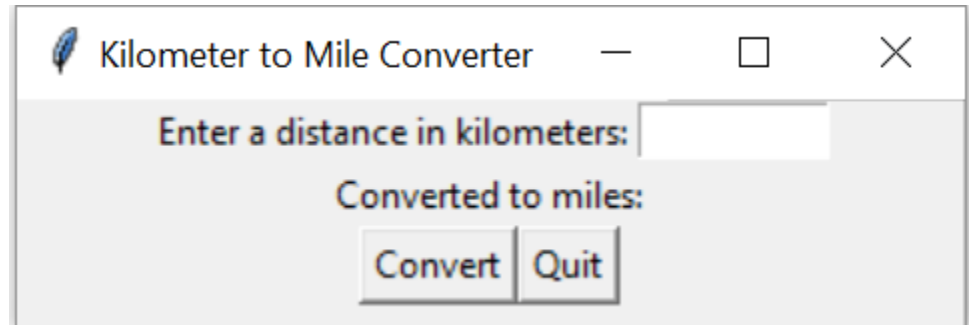 Kilometer to Mile Converter
Enter a distance in kilometers:
Converted to miles:
Convert Quit